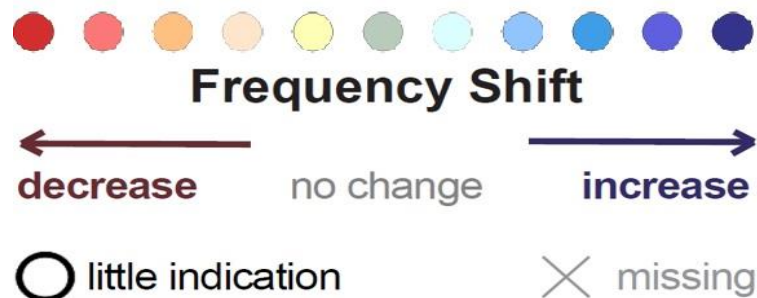 Frequency Shift
decrease no change increase
little indication missing